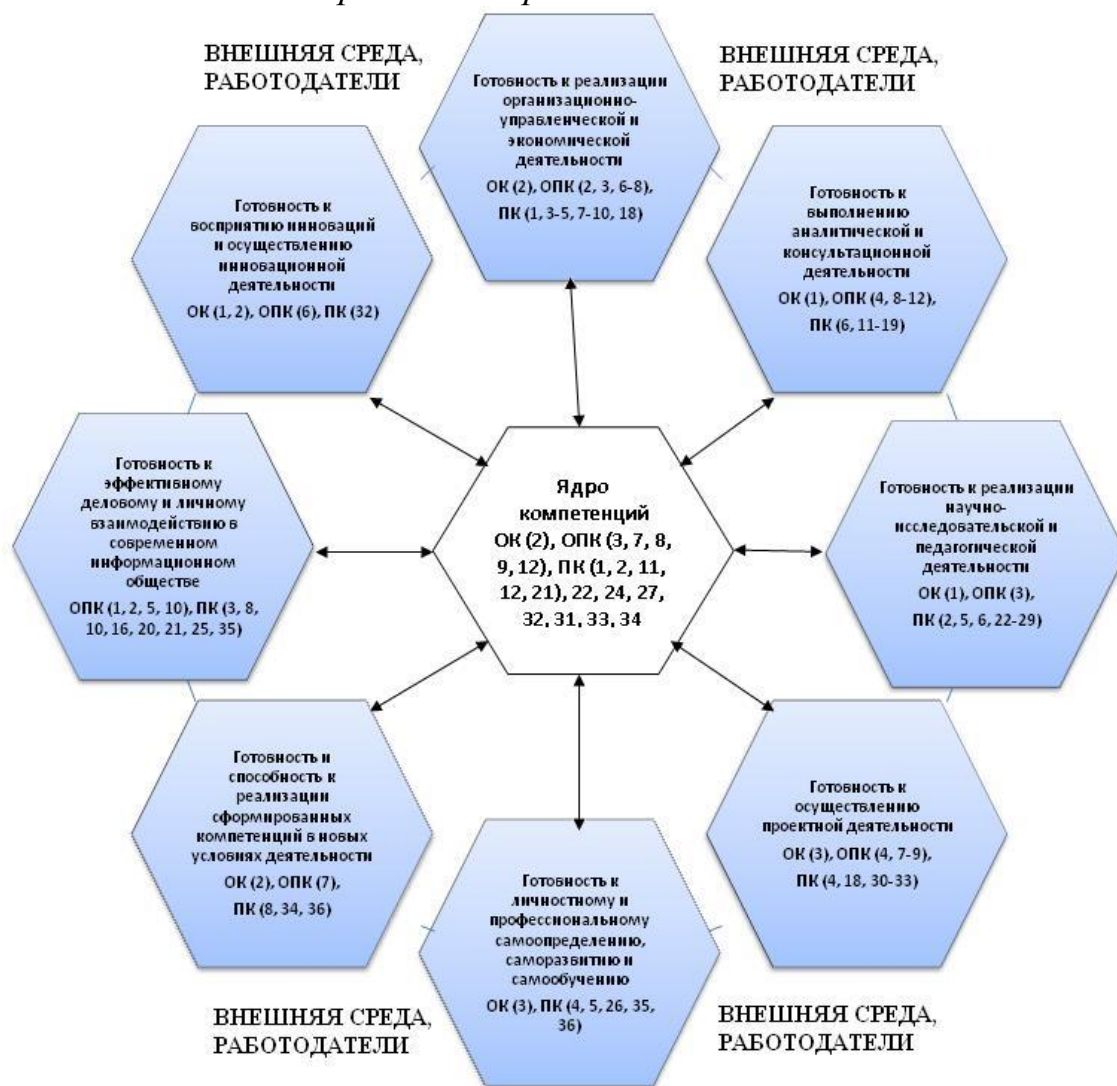 ВНЕШНЯЯ СРЕДА,
РАБОТОДАТЕЛИ
Готовность к реализации
организационно-
управленческой и
экономической
деятельности
ОК (2), ОПК (2, 3, 6-8),
ПК (1, 3-5, 7-10, 18)
ВНЕШНЯЯ СРЕДА,
РАБОТОДАТЕЛИ
Готовность к
восприятию инноваций
и осуществлению
инновационной
деятельности
ОК (1, 2), ОПК (6), ПК (32)
Готовность к
выполнению
аналитической и
консультационной
деятельности
ОК (1), ОПК (4, 8-12),
ПК (6, 11-19)
Готовность к
эффективному
деловому и личному
взаимодействию в
современном
информационном
обществе
ОПК (1, 2, 5, 10), ПК (3, 8,
10, 16, 20, 21, 25, 35)
Ядро
компетенций
ОК (2), ОПК (3, 7, 8,
9, 12), ПК (1, 2, 11,
12, 21), 22, 24, 27,
32, 31, 33, 34
Готовность к реализации
научно-
исследовательской и
педагогической
деятельности
ОК (1), ОПК (3),
ПК (2, 5, 6, 22-29)
Готовность и
способность к
реализации
сформированных
компетенций в новых
условиях деятельности
ОК (2), ОПК (7),
ПК (8, 34, 36)
Готовность к
личностному и
профессиональному
самоопределению,
саморазвитию и
самообучению
ОК (3), ПК (4, 5, 26, 35,
36)
Готовность к
осуществлению
проектной деятельности
ОК (3), ОПК (4, 7-9),
ПК (4, 18, 30-33)
ВНЕШНЯЯ СРЕДА,
РАБОТОДАТЕЛИ
ВНЕШНЯЯ СРЕДА,
РАБОТОДАТЕЛИ